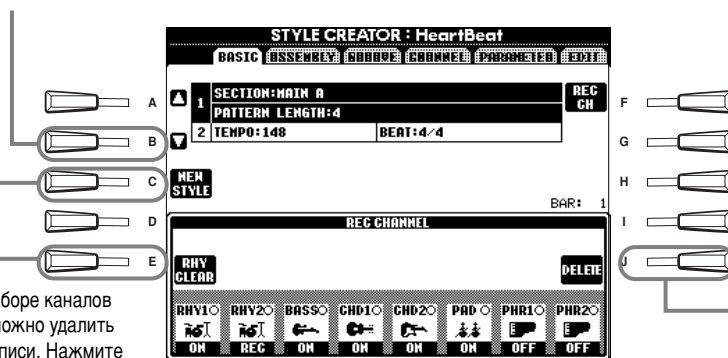 STYLE CREATOR : HeartBeat
BASIC ASSEMBLY GROOVE CHANNEL PARAMETER EDIT
A
1 SECTION:MAIN A
REC CH
F
PATTERN LENGTH:4
B
2 TEMPO:148 BEAT:4/4
G
C
NEW STYLE
H
BAR: 1
D
REC CHANNEL
I
E
RHY CLEAR
DELETE
J
боре каналов
можно удалить
писи. Нажмите
RHY1 RHY2 BASS CHD1 CHD2 PAD PHR1 PHR2
ON REC ON ON ON ON OFF OFF